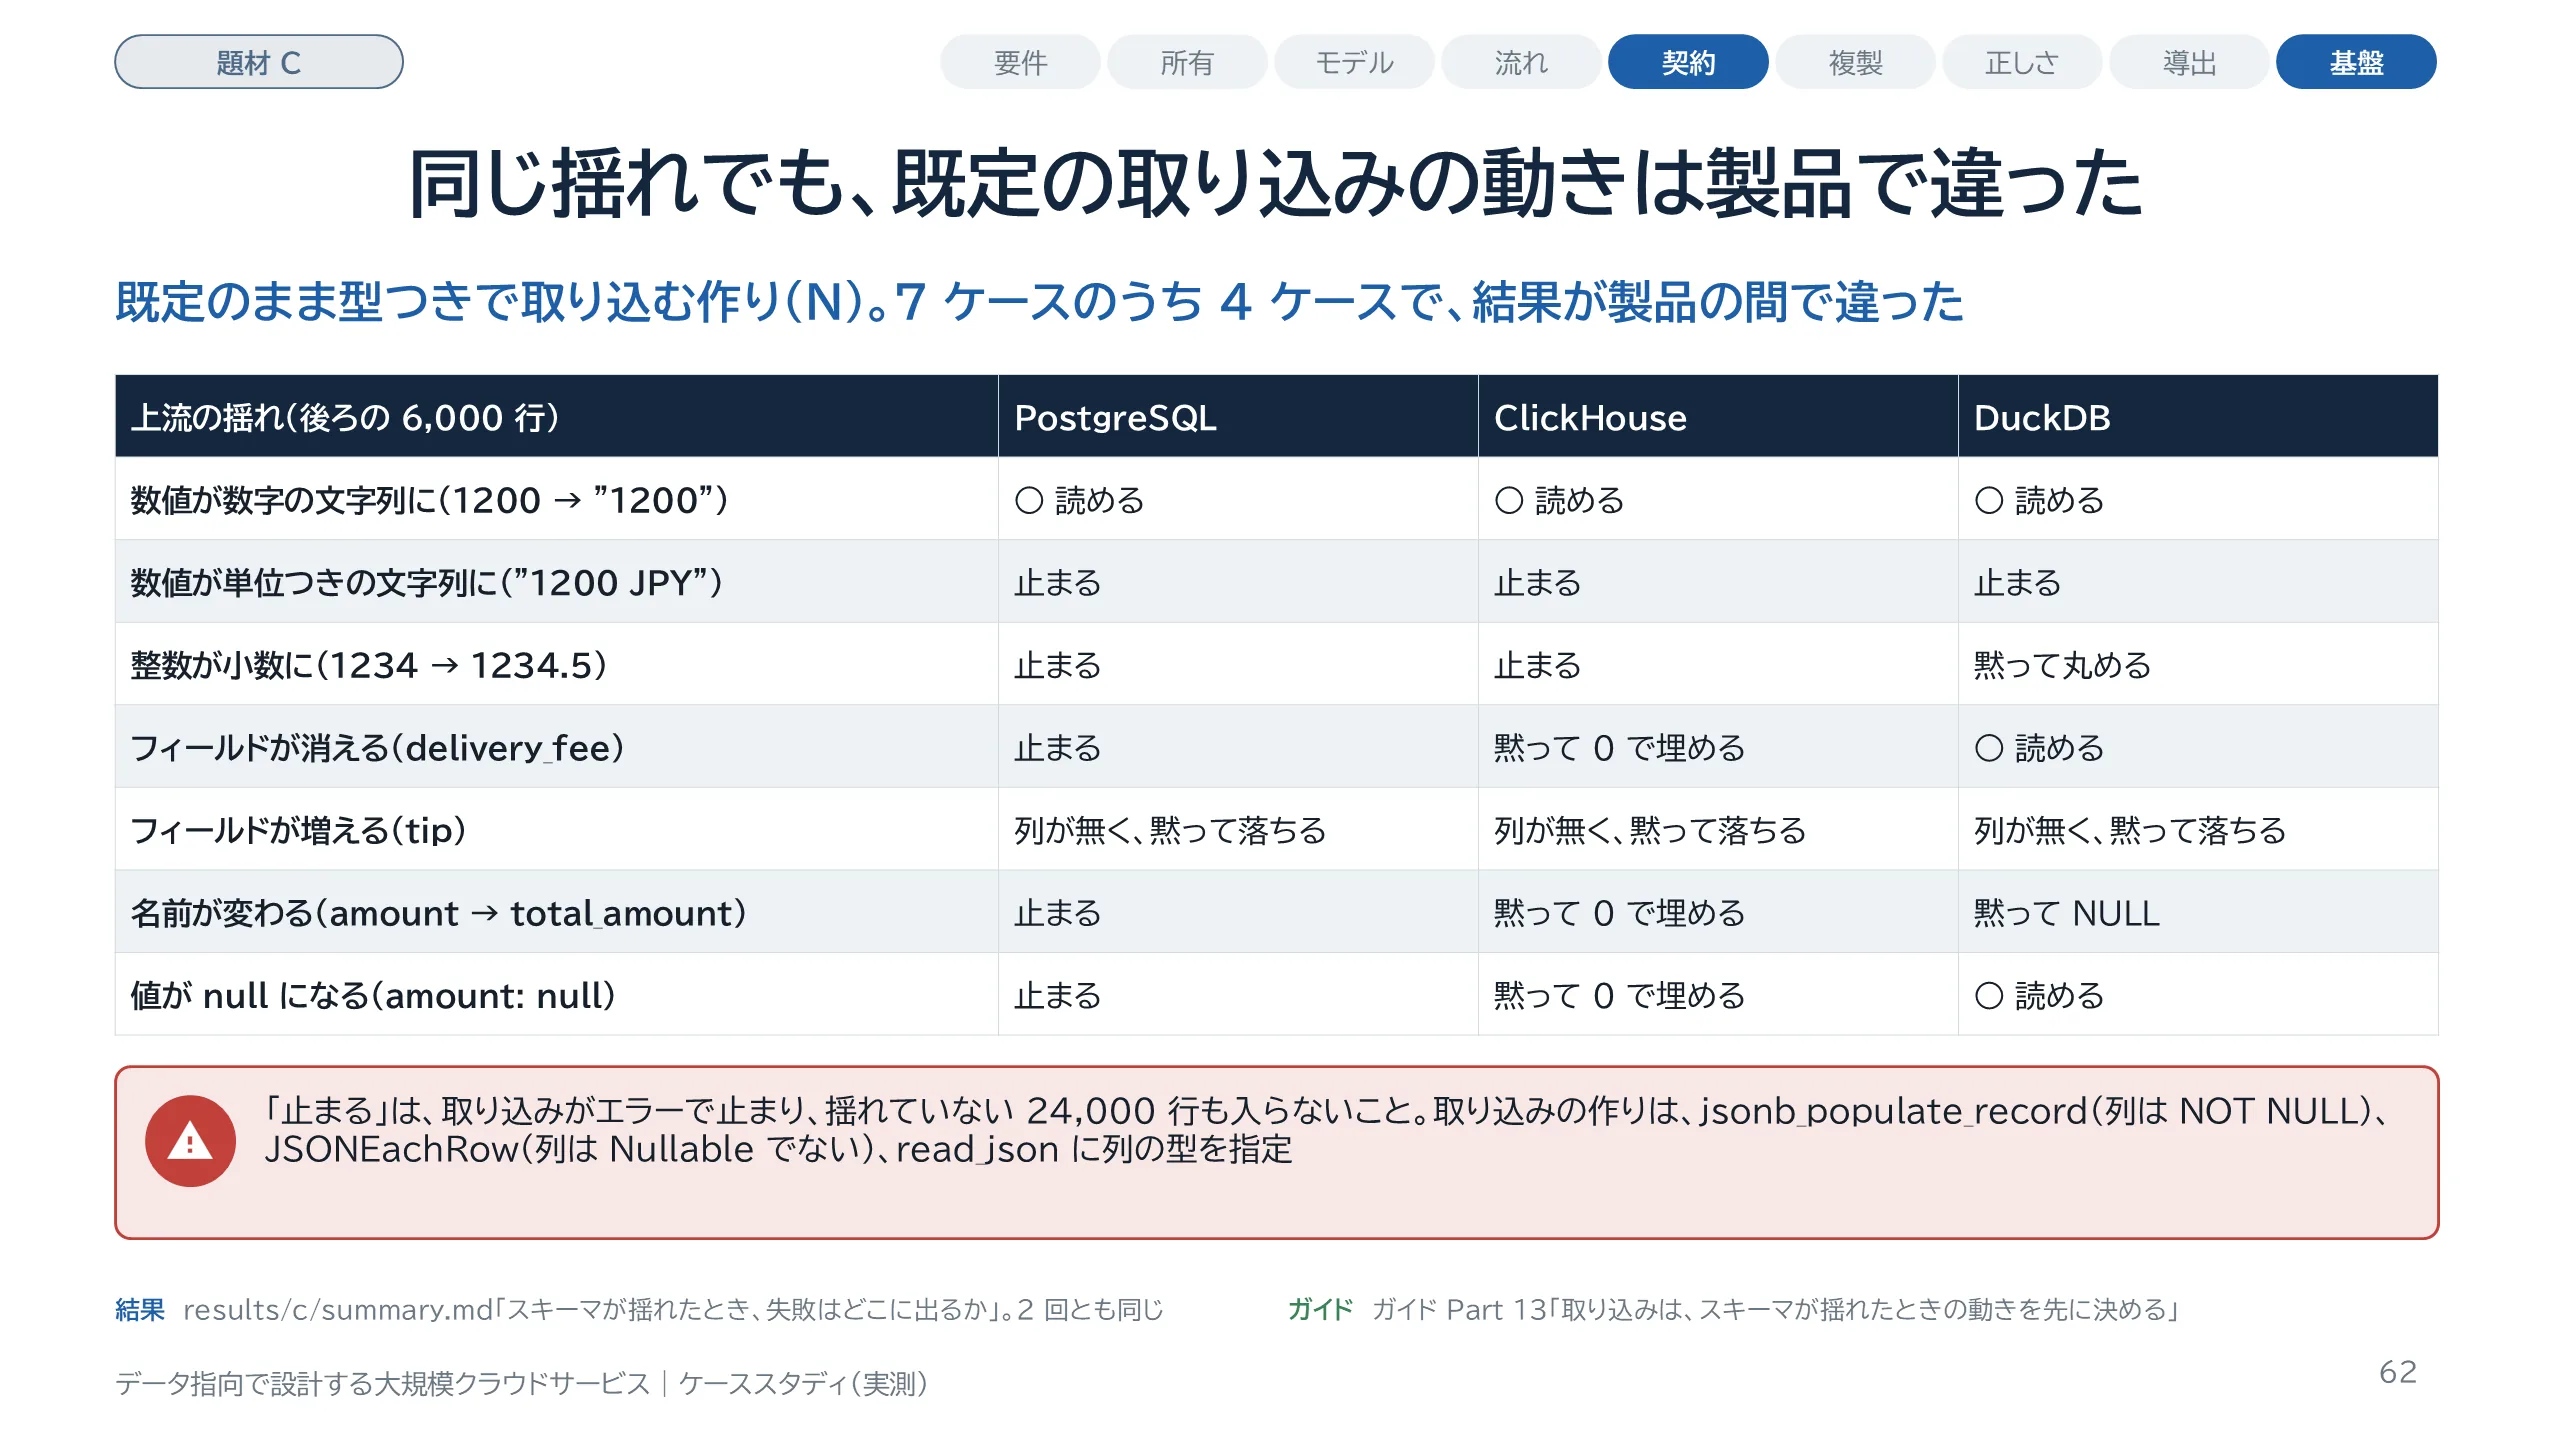 題材 C
要件 所有 モデル 流れ 契約 複製 正しさ 導出 基盤
同じ揺れでも、既定の取り込みの動きは製品で違った
既定のまま型つきで取り込む作り(N)。7 ケースのうち 4 ケースで、結果が製品の間で違った
上流の揺れ(後ろの 6,000 行) PostgreSQL ClickHouse DuckDB
数値が数字の文字列に(1200 → ”1200”) 〇 読める 〇 読める 〇 読める
数値が単位つきの文字列に(”1200 JPY”) 止まる 止まる 止まる
整数が小数に(1234 → 1234.5) 止まる 止まる 黙って丸める
フィールドが消える(delivery_fee) 止まる 黙って 0 で埋める 〇 読める
フィールドが増える(tip) 列が無く、黙って落ちる 列が無く、黙って落ちる 列が無く、黙って落ちる
名前が変わる(amount → total_amount) 止まる 黙って 0 で埋める 黙って NULL
値が null になる(amount: null) 止まる 黙って 0 で埋める 〇 読める
「止まる」は、取り込みがエラーで止まり、揺れていない 24,000 行も入らないこと。取り込みの作りは、jsonb_populate_record(列は NOT NULL)、
JSONEachRow(列は Nullable でない)、read_json に列の型を指定
結果 results/c/summary.md「スキーマが揺れたとき、失敗はどこに出るか」。2 回とも同じ
ガイド ガイド Part 13「取り込みは、スキーマが揺れたときの動きを先に決める」
データ指向で設計する大規模クラウドサービス｜ケーススタディ(実測)
62